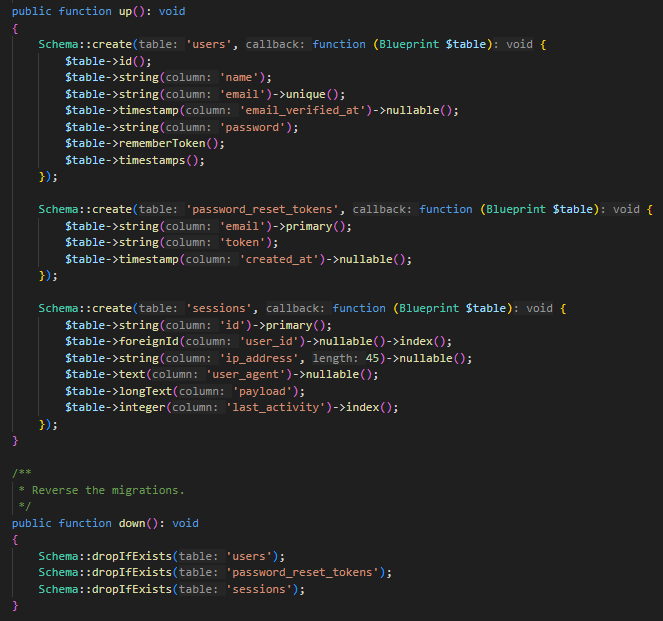 public function up(): void
{
    Schema::create(table: 'users', callback: function (Blueprint $table): void {
        $table->id();
        $table->string(column: 'name');
        $table->string(column: 'email')->unique();
        $table->timestamp(column: 'email_verified_at')->nullable();
        $table->string(column: 'password');
        $table->rememberToken();
        $table->timestamps();
    });

    Schema::create(table: 'password_reset_tokens', callback: function (Blueprint $table): void {
        $table->string(column: 'email')->primary();
        $table->string(column: 'token');
        $table->timestamp(column: 'created_at')->nullable();
    });

    Schema::create(table: 'sessions', callback: function (Blueprint $table): void {
        $table->string(column: 'id')->primary();
        $table->foreignId(column: 'user_id')->nullable()->index();
        $table->string(column: 'ip_address', length: 45)->nullable();
        $table->text(column: 'user_agent')->nullable();
        $table->longText(column: 'payload');
        $table->integer(column: 'last_activity')->index();
    });
}

/**
 * Reverse the migrations.
 */
public function down(): void
{
    Schema::dropIfExists(table: 'users');
    Schema::dropIfExists(table: 'password_reset_tokens');
    Schema::dropIfExists(table: 'sessions');
}